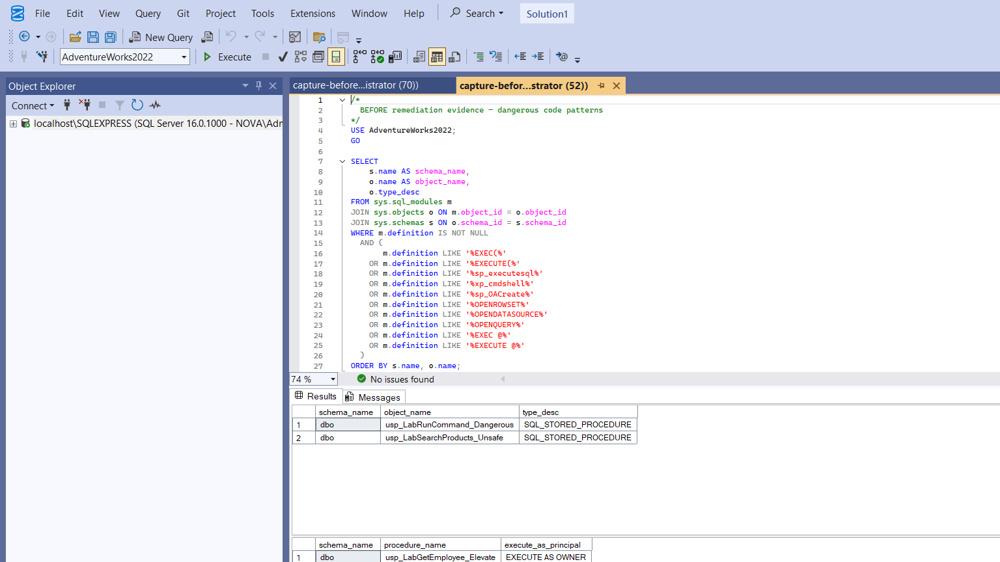 File Edit View Query Git Project Tools Extensions Window Help Search Solution1
New Query
AdventureWorks2022 Execute
Object Explorer
Connect
localhost\SQLEXPRESS (SQL Server 16.0.1000 - NOVA\Adm
capture-before...istrator (70)) capture-befor...strator (52))
1 /*
2 BEFORE remediation evidence — dangerous code patterns
3 */
4 USE AdventureWorks2022;
5 GO
6
7 SELECT
8 s.name AS schema_name,
9 o.name AS object_name,
10 o.type_desc
11 FROM sys.sql_modules m
12 JOIN sys.objects o ON m.object_id = o.object_id
13 JOIN sys.schemas s ON o.schema_id = s.schema_id
14 WHERE m.definition IS NOT NULL
15 AND (
16 m.definition LIKE '%EXEC(%'
17 OR m.definition LIKE '%EXECUTE(%'
18 OR m.definition LIKE '%sp_executesql%'
19 OR m.definition LIKE '%xp_cmdshell%'
20 OR m.definition LIKE '%sp_OACreate%'
21 OR m.definition LIKE '%OPENROWSET%'
22 OR m.definition LIKE '%OPENDATASOURCE%'
23 OR m.definition LIKE '%OPENQUERY%'
24 OR m.definition LIKE '%EXEC @%'
25 OR m.definition LIKE '%EXECUTE @%'
26 )
27 ORDER BY s.name, o.name;
74 % No issues found
Results Messages
schema_name object_name type_desc
1 dbo usp_LabRunCommand_Dangerous SQL_STORED_PROCEDURE
2 dbo usp_LabSearchProducts_Unsafe SQL_STORED_PROCEDURE
schema_name procedure_name execute_as_principal
1 dbo usp_LabGetEmployee_Elevate EXECUTE AS OWNER